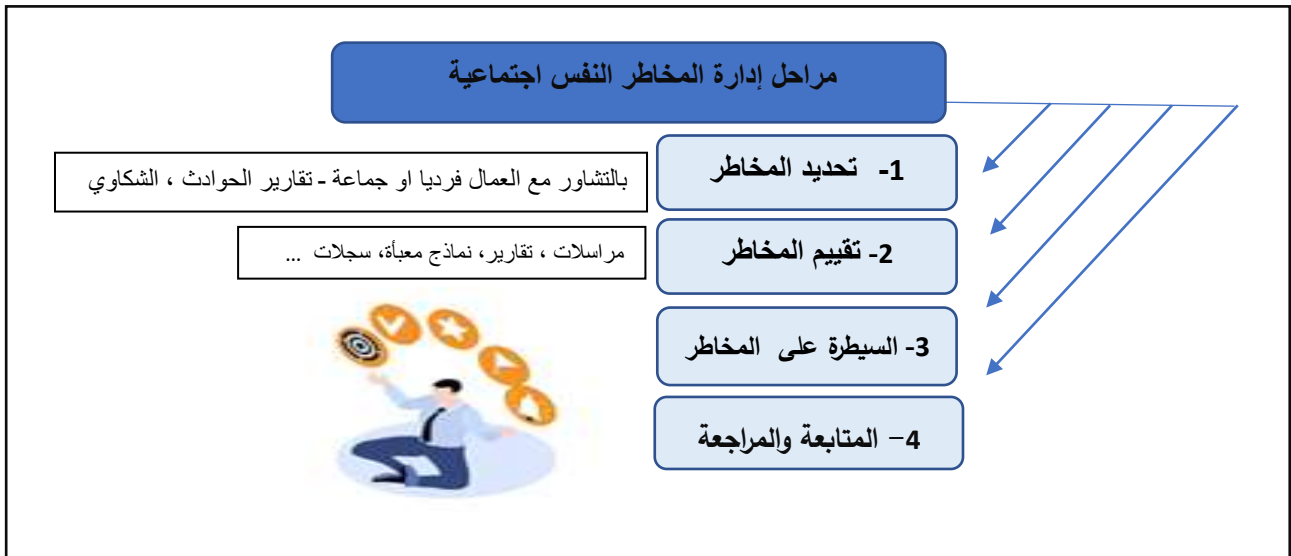 مراحل إدارة المخاطر النفس اجتماعية
1- تحديد المخاطر
بالتشاور مع العمال فرديا او جماعة - تقارير الحوادث ، الشكاوي
2- تقييم المخاطر
مراسلات ، تقارير، نماذج معبأة، سجلات ...
3- السيطرة على المخاطر
4- المتابعة والمراجعة